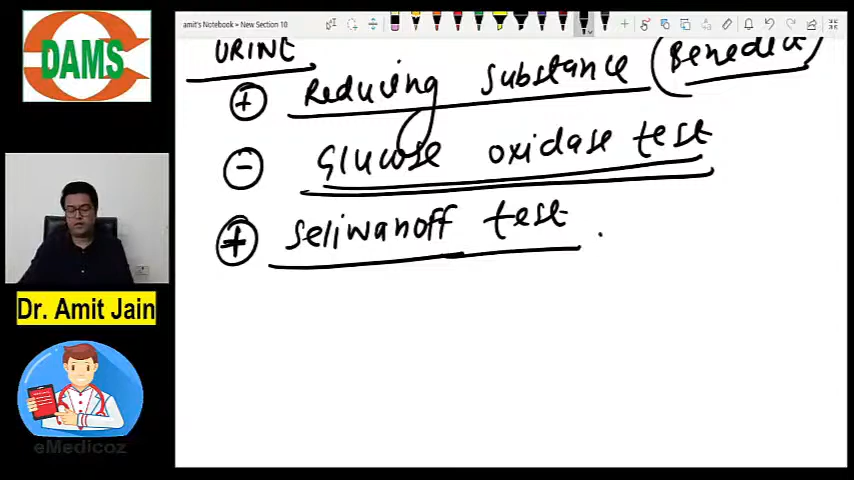 amit's Notebook > New Section 10
DAMS
URINE
+ Reducing substance (Benedict)
- Glucose oxidase test
+ seliwanoff test .
Dr. Amit Jain
eMedicoz